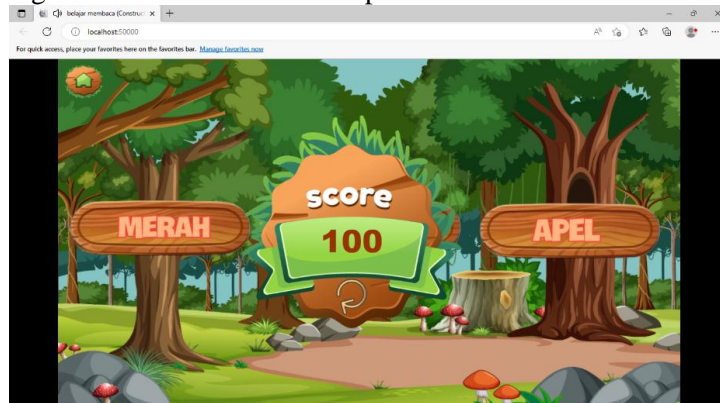 belajar membaca (Construct
localhost:50000
For quick access, place your favorites here on the favorites bar. Manage favorites now
score
MERAH
100
APEL